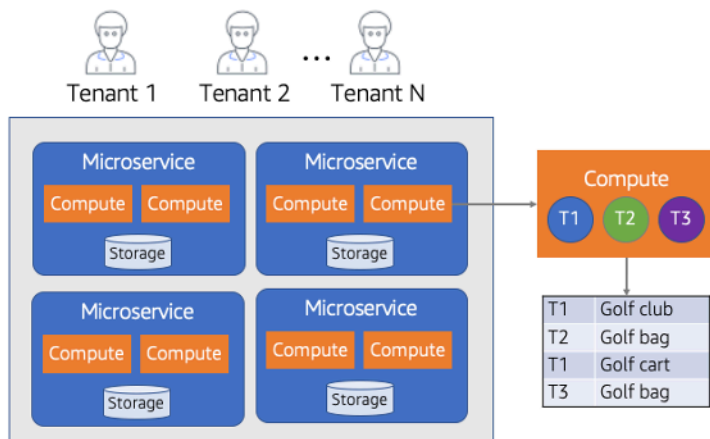 Tenant 1 Tenant 2 ... Tenant N
Microservice
Compute Compute
Storage
Microservice
Compute Compute
Storage
Microservice
Compute Compute
Storage
Microservice
Compute Compute
Storage
Compute
T1 T2 T3
T1 Golf club
T2 Golf bag
T1 Golf cart
T3 Golf bag